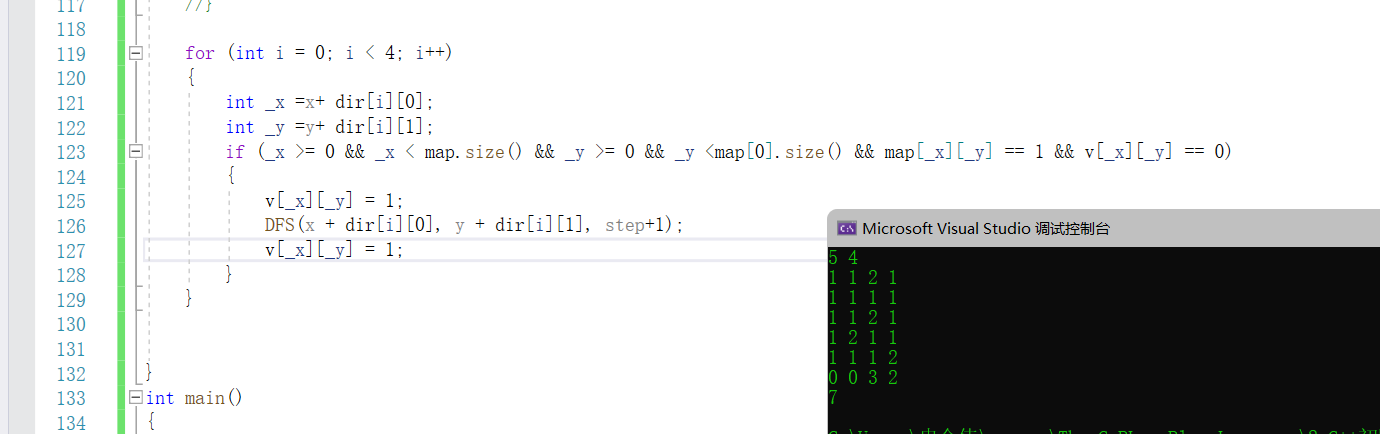 117 //}
118
119 for (int i = 0; i < 4; i++)
120 {
121 int _x =x+ dir[i][0];
122 int _y =y+ dir[i][1];
123 if (_x >= 0 && _x < map.size() && _y >= 0 && _y <map[0].size() && map[_x][_y] == 1 && v[_x][_y] == 0)
124 {
125 v[_x][_y] = 1;
126 DFS(x + dir[i][0], y + dir[i][1], step+1);
127 v[_x][_y] = 1;
128 }
129 }
130
131
132 }
133 int main()
134 {
Microsoft Visual Studio 调试控制台
5 4
1 1 2 1
1 1 1 1
1 1 2 1
1 2 1 1
1 1 1 2
0 0 3 2
7